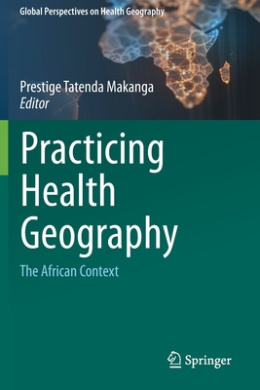 Global Perspectives on Health Geography
Prestige Tatenda Makanga
Editor
Practicing
Health
Geography
The African Context
Springer